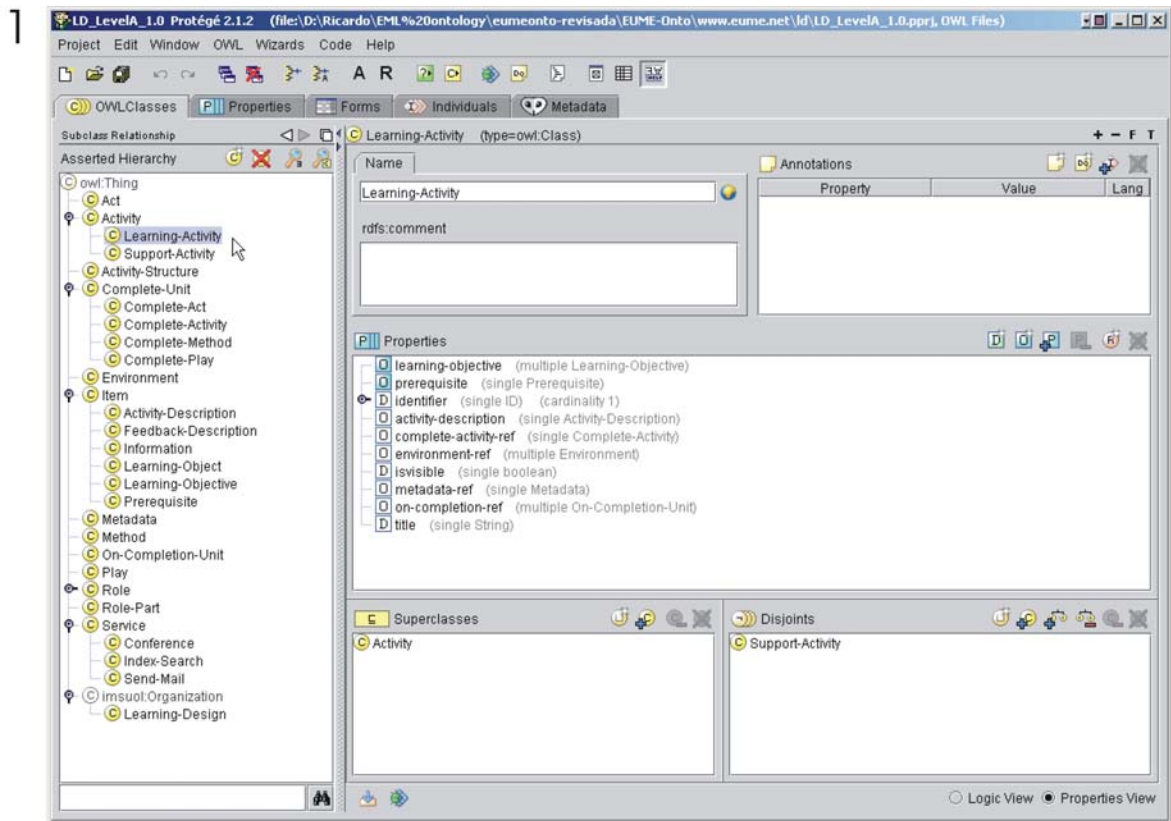 1
LD_LevelA_1.0 Protégé 2.1.2 (file:\D:\Ricardo\EML%20ontology\eumeonto-revisada\EUME-Onto\www.eume.net\ld\LD_LevelA_1.0.pprj, OWL Files)
Project Edit Window OWL Wizards Code Help
OWLClasses Properties Forms Individuals Metadata
Subclass Relationship
Asserted Hierarchy
owl:Thing
Act
Activity
Learning-Activity
Support-Activity
Activity-Structure
Complete-Unit
Complete-Act
Complete-Activity
Complete-Method
Complete-Play
Environment
Item
Activity-Description
Feedback-Description
Information
Learning-Object
Learning-Objective
Prerequisite
Metadata
Method
On-Completion-Unit
Play
Role
Role-Part
Service
Conference
Index-Search
Send-Mail
imsuol:Organization
Learning-Design
Learning-Activity (type=owl:Class)
+ − F T
Name
Learning-Activity
rdfs:comment
Annotations
Property Value Lang
Properties
learning-objective (multiple Learning-Objective)
prerequisite (single Prerequisite)
identifier (single ID) (cardinality 1)
activity-description (single Activity-Description)
complete-activity-ref (single Complete-Activity)
environment-ref (multiple Environment)
isvisible (single boolean)
metadata-ref (single Metadata)
on-completion-ref (multiple On-Completion-Unit)
title (single String)
Superclasses
Activity
Disjoints
Support-Activity
Logic View Properties View